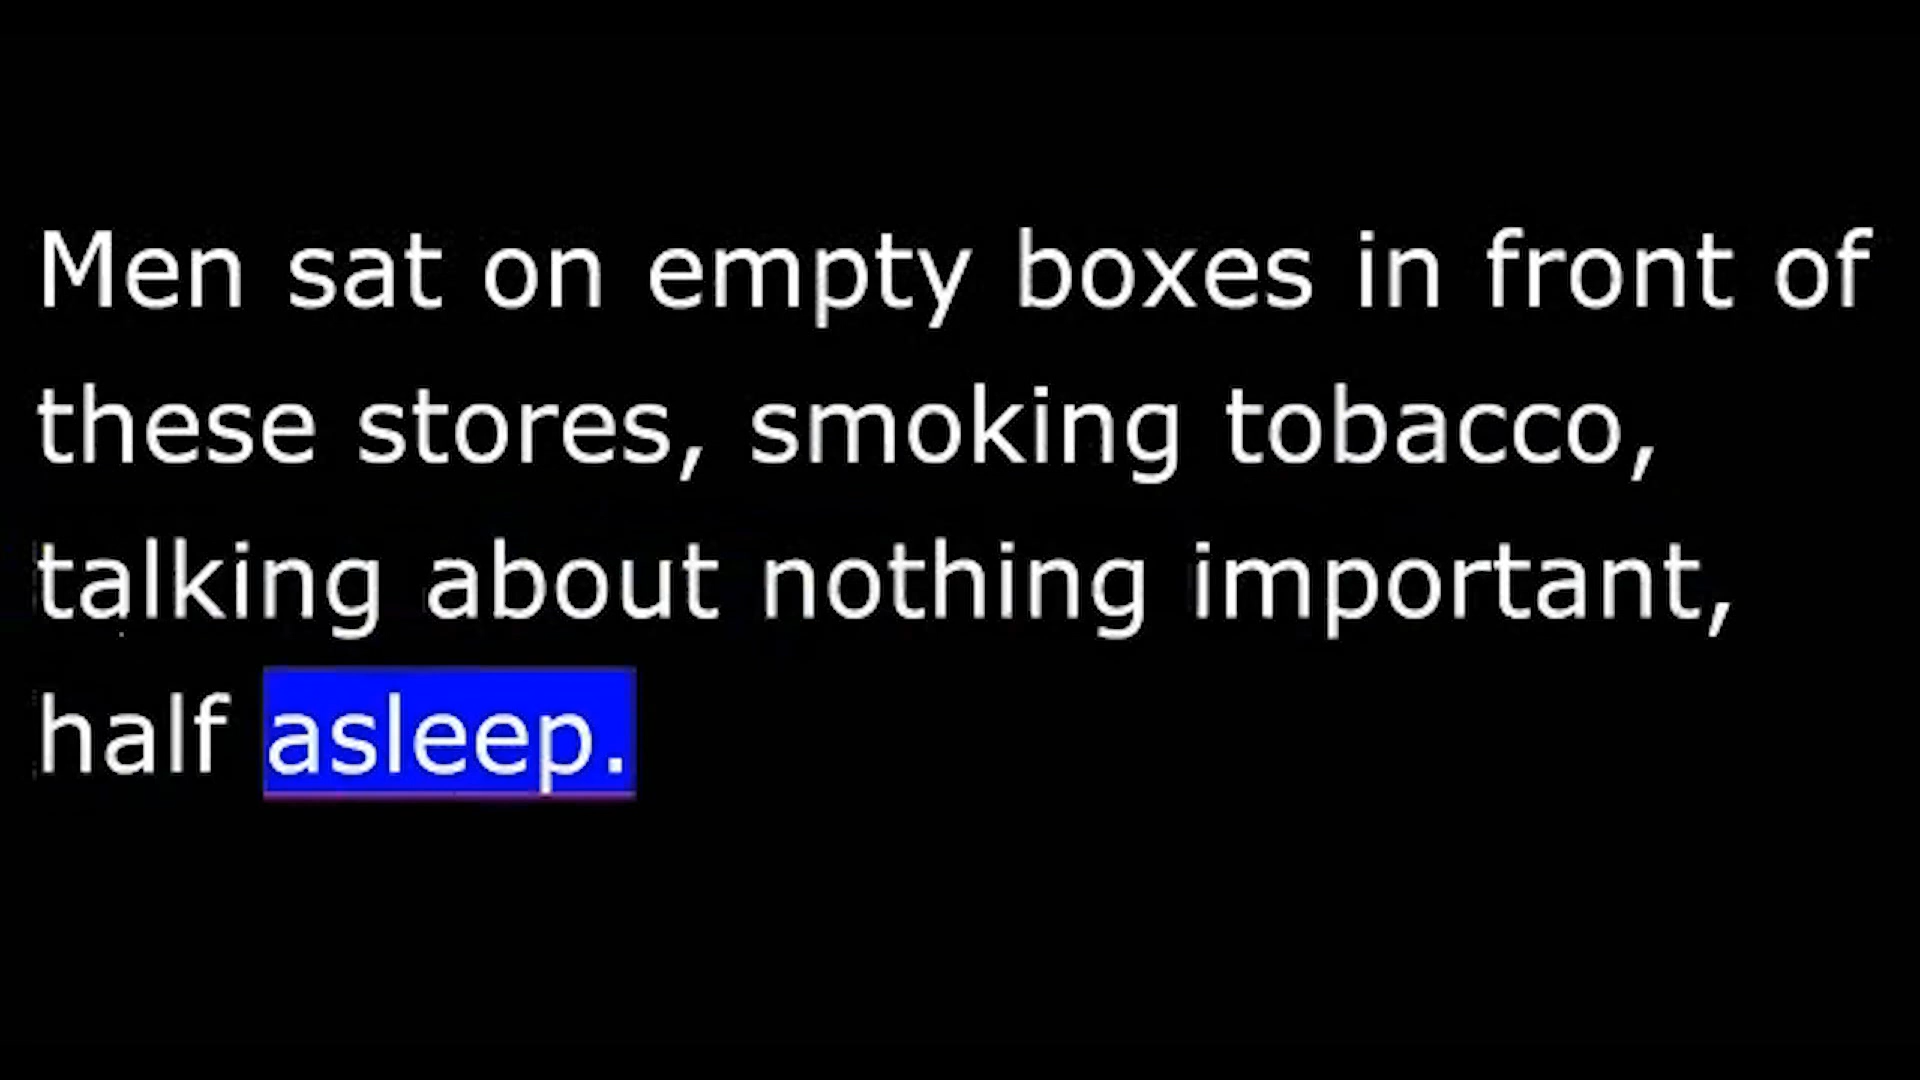 Men sat on empty boxes in front of
these stores, smoking tobacco,
talking about nothing important,
half asleep.